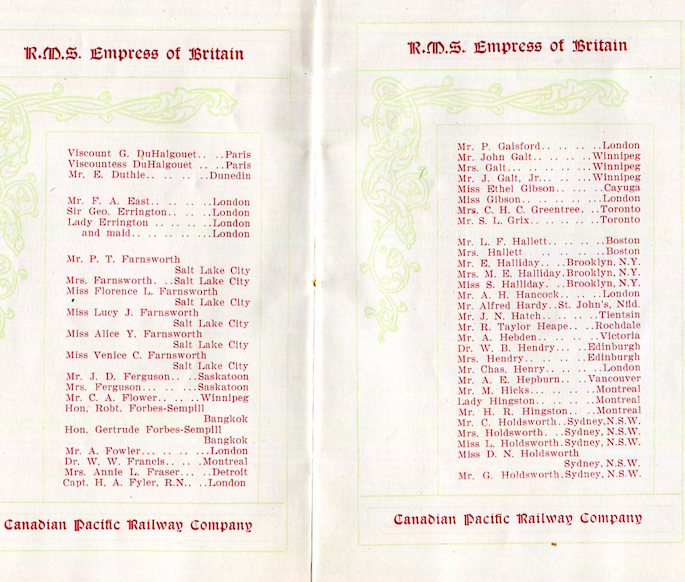 R.M.S. Empress of Britain
Viscount G. DuHalgouet.. ..Paris
Viscountess DuHalgouet.. ..Paris
Mr. E. Duthie.. .. .. ..Dunedin
Mr. F. A. East.. .. .. ..London
Sir Geo. Errington.. .. ..London
Lady Errington .. .. .. ..London
and maid.. .. .. .. ..London
Mr. P. T. Farnsworth
Salt Lake City
Mrs. Farnsworth. ..Salt Lake City
Miss Florence L. Farnsworth
Salt Lake City
Miss Lucy J. Farnsworth
Salt Lake City
Miss Alice Y. Farnsworth
Salt Lake City
Miss Venice C. Farnsworth
Salt Lake City
Mr. J. D. Ferguson.. ..Saskatoon
Mrs. Ferguson... .. ...Saskatoon
Mr. C. A. Flower.. .. ..Winnipeg
Hon. Robt. Forbes-Sempill
Bangkok
Hon. Gertrude Forbes-Sempill
Bangkok
Mr. A. Fowler... .. .. ..London
Dr. W. W. Francis.. .. .Montreal
Mrs. Annie L. Fraser... ..Detroit
Capt. H. A. Fyler, R.N.. ..London
Canadian Pacific Railway Company
R.M.S. Empress of Britain
Mr. P. Gaisford.. .. .. ..London
Mr. John Galt.. .. .. ..Winnipeg
Mrs. Galt... .. .. .. ...Winnipeg
Mr. J. Galt, Jr... .. ...Winnipeg
Miss Ethel Gibson.. .. ..Cayuga
Miss Gibson.. .. .. .. ..London
Mrs. C. H. C. Greentree. ..Toronto
Mr. S. L. Grix.. .. .. ..Toronto
Mr. L. F. Hallett.. .. ..Boston
Mrs. Hallett .. .. .. ..Boston
Mr. E. Halliday.. ..Brooklyn, N.Y.
Mrs. M. E. Halliday.Brooklyn, N.Y.
Miss S. Halliday. ..Brooklyn, N.Y.
Mr. A. H. Hancock.. .. ..London
Mr. Alfred Hardy..St. John's, Nfld.
Mr. J. N. Hatch.. .. ..Tientsin
Mr. R. Taylor Heape.. ..Rochdale
Mr. A. Hebden.. .. .. ..Victoria
Dr. W. B. Hendry... ..Edinburgh
Mrs. Hendry.. .. .. ..Edinburgh
Mr. Chas. Henry.. .. .. ..London
Mr. A. E. Hepburn.. ..Vancouver
Mr. M. Hicks... .. .. ..Montreal
Lady Hingston.. .. .. ..Montreal
Mr. H. R. Hingston.. ..Montreal
Mr. C. Holdsworth..Sydney, N.S.W.
Mrs. Holdsworth. ..Sydney, N.S.W.
Miss L. Holdsworth.Sydney, N.S.W.
Miss D. N. Holdsworth
Sydney, N.S.W.
Mr. G. Holdsworth.Sydney, N.S.W.
Canadian Pacific Railway Company